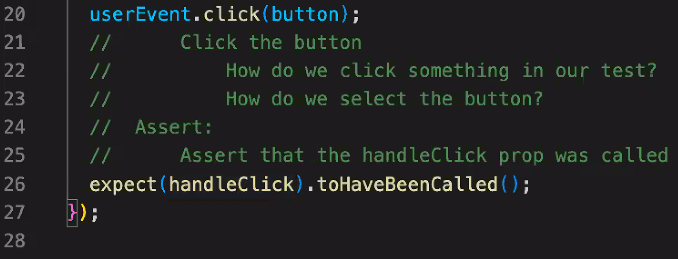 20 userEvent.click(button);
21 // Click the button
22 // How do we click something in our test?
23 // How do we select the button?
24 // Assert:
25 // Assert that the handleClick prop was called
26 expect(handleClick).toHaveBeenCalled();
27 });
28